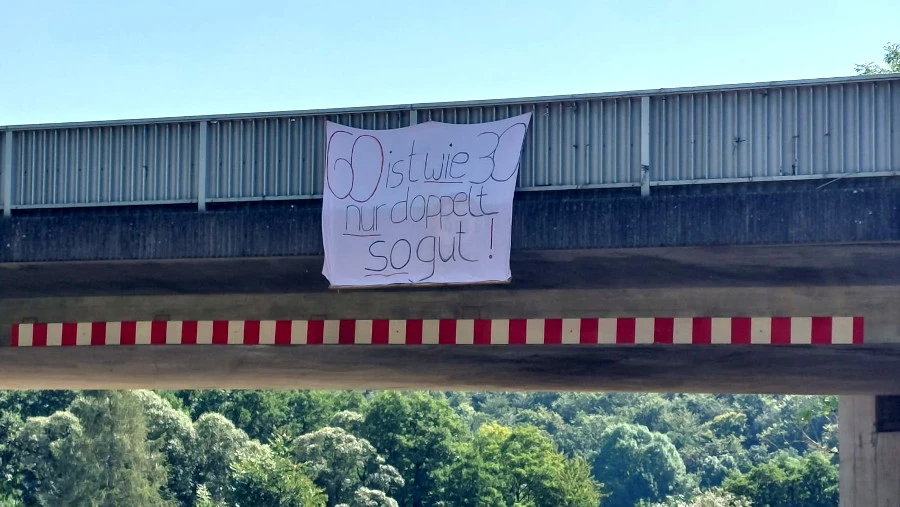 60 ist wie 30
nur doppelt
so gut!